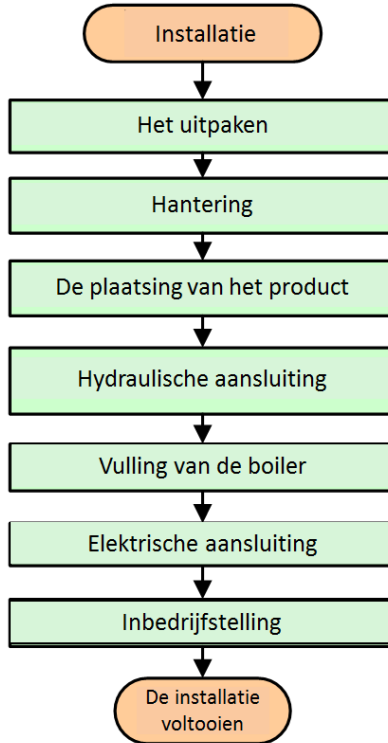 Installatie
Het uitpaken
Hantering
De plaatsing van het product
Hydraulische aansluiting
Vulling van de boiler
Elektrische aansluiting
Inbedrijfstelling
De installatie
voltooien